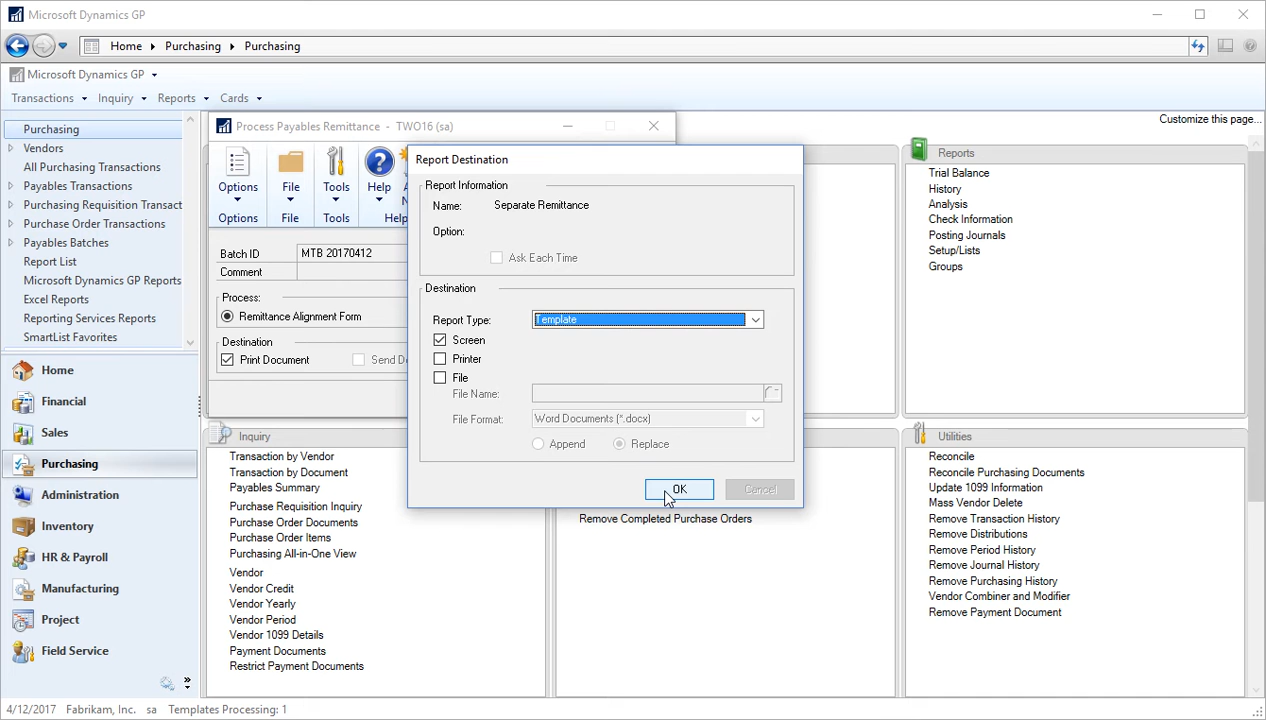 Microsoft Dynamics GP
Home Purchasing Purchasing
Microsoft Dynamics GP
Transactions Inquiry Reports Cards
Customize this page...
Purchasing
Vendors
All Purchasing Transactions
Payables Transactions
Purchasing Requisition Transact
Purchase Order Transactions
Payables Batches
Report List
Microsoft Dynamics GP Reports
Excel Reports
Reporting Services Reports
SmartList Favorites
Home
Financial
Sales
Purchasing
Administration
Inventory
HR & Payroll
Manufacturing
Project
Field Service
Process Payables Remittance - TWO16 (sa)
Options File Tools Help
Options File Tools Help
Batch ID MTB 20170412
Comment
Process:
Remittance Alignment Form
Destination
Print Document Send Do
Report Destination
Report Information
Name: Separate Remittance
Option:
Ask Each Time
Destination
Report Type: Template
Screen
Printer
File
File Name:
File Format: Word Documents (*.docx)
Append Replace
OK Cancel
Reports
Trial Balance
History
Analysis
Check Information
Posting Journals
Setup/Lists
Groups
Inquiry
Transaction by Vendor
Transaction by Document
Payables Summary
Purchase Requisition Inquiry
Purchase Order Documents
Purchase Order Items
Purchasing All-in-One View
Vendor
Vendor Credit
Vendor Yearly
Vendor Period
Vendor 1099 Details
Payment Documents
Restrict Payment Documents
Remove Completed Purchase Orders
Utilities
Reconcile
Reconcile Purchasing Documents
Update 1099 Information
Mass Vendor Delete
Remove Transaction History
Remove Distributions
Remove Period History
Remove Journal History
Remove Purchasing History
Vendor Combiner and Modifier
Remove Payment Document
4/12/2017 Fabrikam, Inc. sa Templates Processing: 1